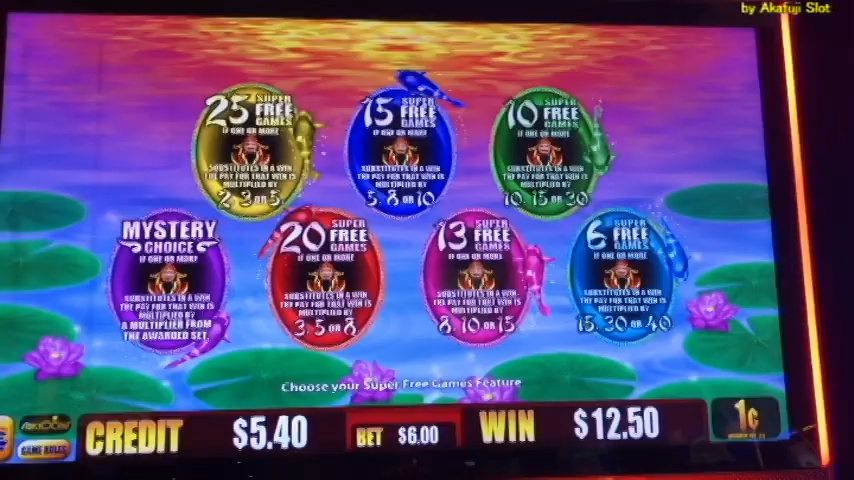 by Akafuji Slot
25 SUPER FREE GAMES
IF ONE OR MORE
SUBSTITUTES IN A WIN
THE PAY FOR THAT WIN IS
MULTIPLIED BY
2, 3 OR 5
15 SUPER FREE GAMES
IF ONE OR MORE
SUBSTITUTES IN A WIN
THE PAY FOR THAT WIN IS
MULTIPLIED BY
5, 8 OR 10
10 SUPER FREE GAMES
IF ONE OR MORE
SUBSTITUTES IN A WIN
THE PAY FOR THAT WIN IS
MULTIPLIED BY
10, 15 OR 30
MYSTERY
CHOICE
IF ONE OR MORE
SUBSTITUTES IN A WIN
THE PAY FOR THAT WIN IS
MULTIPLIED BY
A MULTIPLIER FROM
THE AWARDED SET.
20 SUPER FREE GAMES
IF ONE OR MORE
SUBSTITUTES IN A WIN
THE PAY FOR THAT WIN IS
MULTIPLIED BY
3, 5 OR 8
13 SUPER FREE GAMES
IF ONE OR MORE
SUBSTITUTES IN A WIN
THE PAY FOR THAT WIN IS
MULTIPLIED BY
8, 10 OR 15
6 SUPER FREE GAMES
IF ONE OR MORE
SUBSTITUTES IN A WIN
THE PAY FOR THAT WIN IS
MULTIPLIED BY
15, 30 OR 40
Choose your Super Free Games Feature
GAME RULES
CREDIT $5.40
BET $6.00
WIN $12.50
1¢